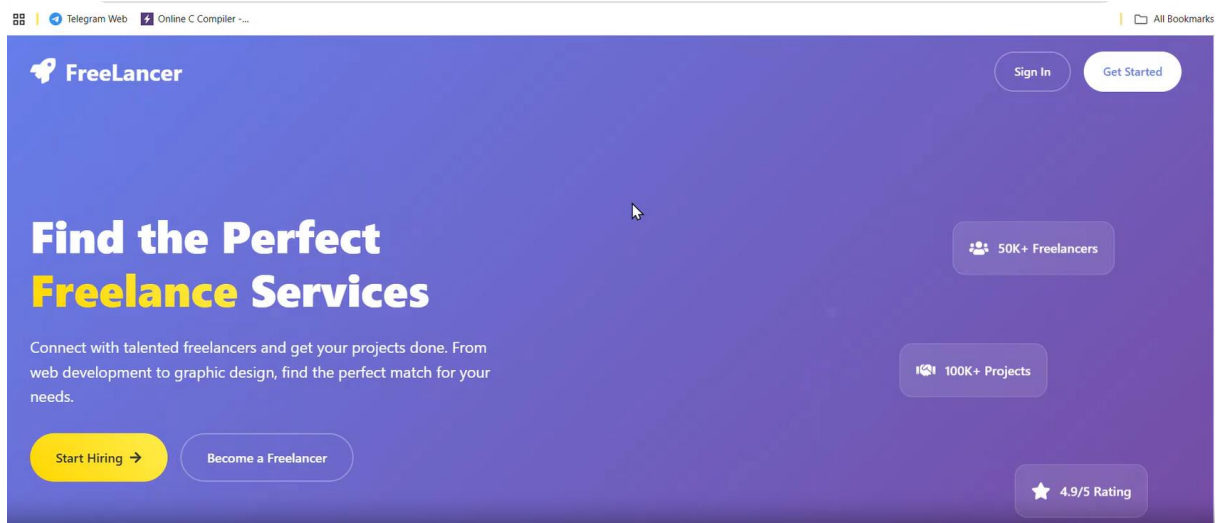 Telegram Web
Online C Compiler -...
All Bookmarks
FreeLancer
Sign In
Get Started
Find the Perfect
Freelance Services
50K+ Freelancers
Connect with talented freelancers and get your projects done. From
web development to graphic design, find the perfect match for your
needs.
100K+ Projects
Start Hiring →
Become a Freelancer
4.9/5 Rating